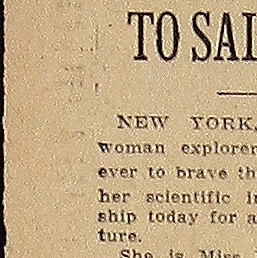 TO SAI
NEW YORK,
woman explorer
ever to brave th
her scientific i
ship today for a
ture.
She is Miss